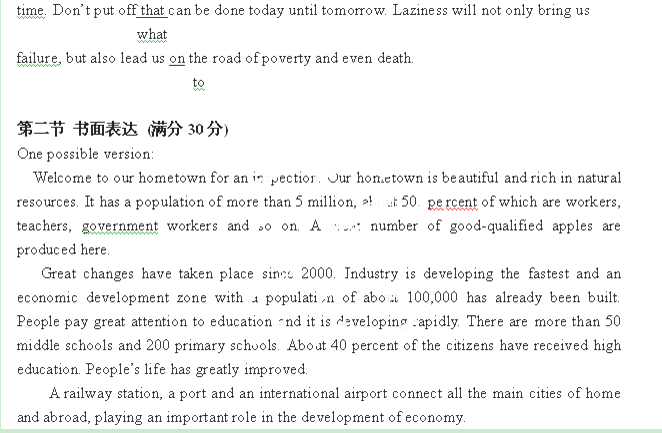 time. Don't put off that can be done today until tomorrow. Laziness will not only bring us
what
failure, but also lead us on the road of poverty and even death.
to
第二节 书面表达 (满分 30 分)
One possible version:
Welcome to our hometown for an inspection. Our hometown is beautiful and rich in natural
resources. It has a population of more than 5 million, about 50 percent of which are workers,
teachers, government workers and so on. A number of good-qualified apples are
produced here.
Great changes have taken place since 2000. Industry is developing the fastest and an
economic development zone with a population of about 100,000 has already been built.
People pay great attention to education and it is developing rapidly. There are more than 50
middle schools and 200 primary schools. About 40 percent of the citizens have received high
education. People's life has greatly improved.
A railway station, a port and an international airport connect all the main cities of home
and abroad, playing an important role in the development of economy.